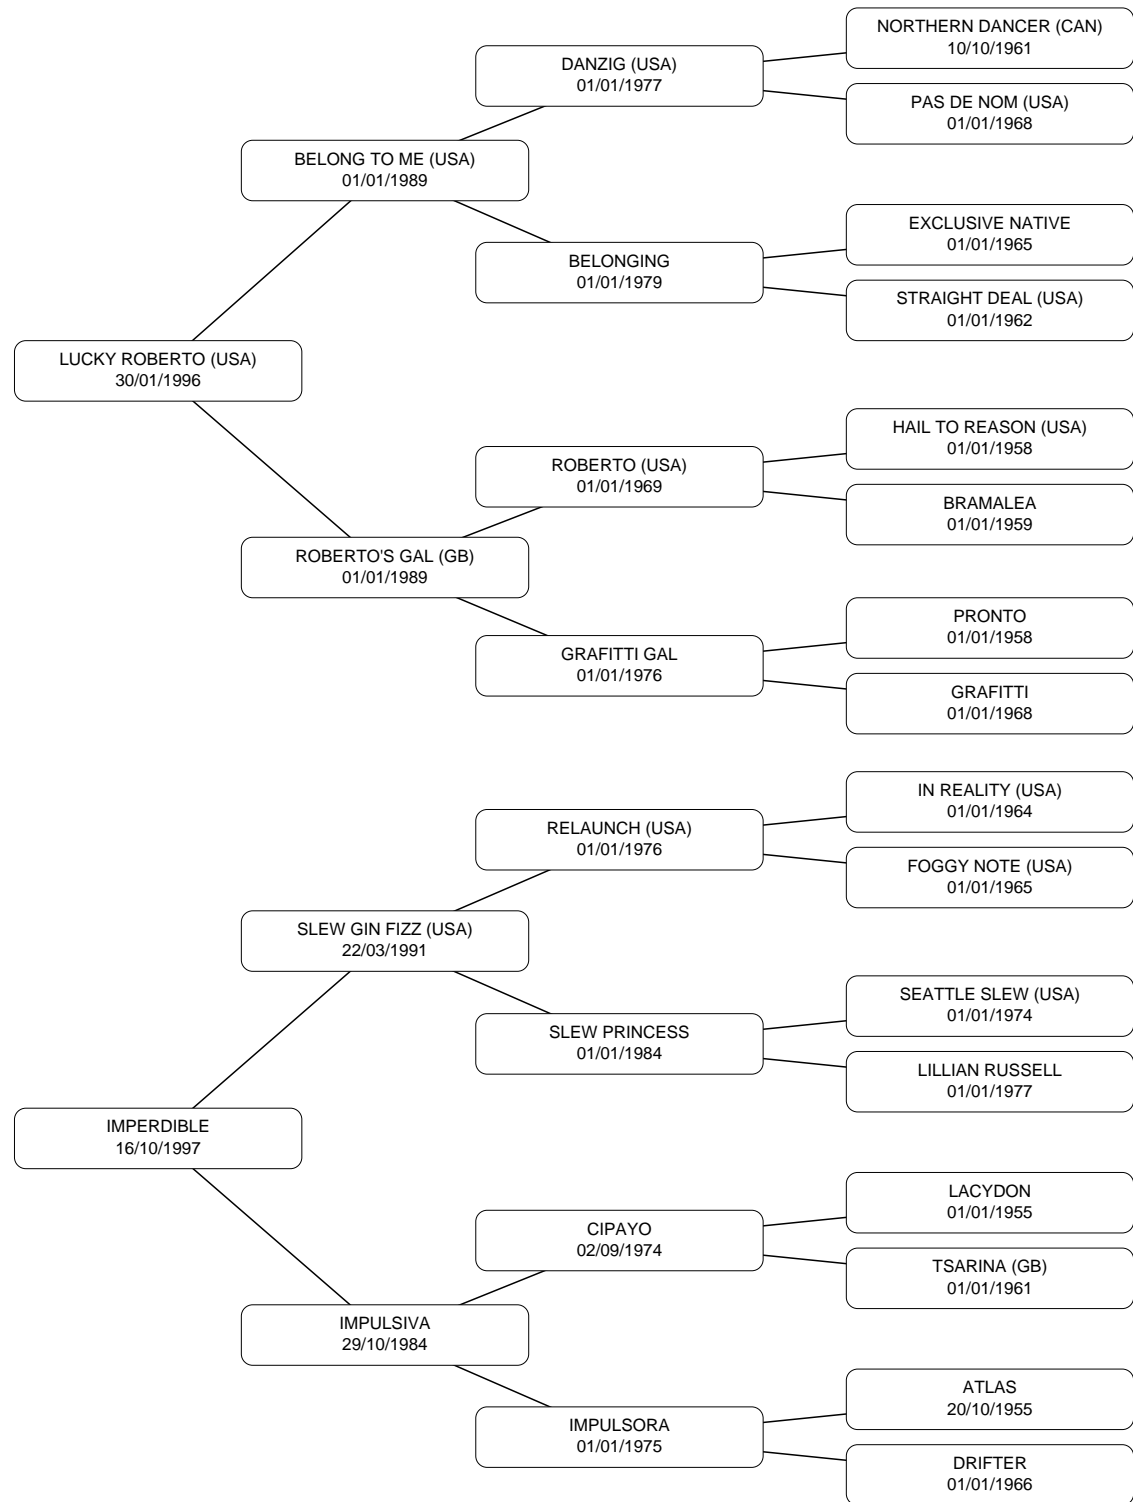 NORTHERN DANCER (CAN)
10/10/1961
DANZIG (USA)
01/01/1977
PAS DE NOM (USA)
01/01/1968
BELONG TO ME (USA)
01/01/1989
EXCLUSIVE NATIVE
01/01/1965
BELONGING
01/01/1979
STRAIGHT DEAL (USA)
01/01/1962
LUCKY ROBERTO (USA)
30/01/1996
HAIL TO REASON (USA)
01/01/1958
ROBERTO (USA)
01/01/1969
BRAMALEA
01/01/1959
ROBERTO'S GAL (GB)
01/01/1989
PRONTO
01/01/1958
GRAFITTI GAL
01/01/1976
GRAFITTI
01/01/1968
IN REALITY (USA)
01/01/1964
RELAUNCH (USA)
01/01/1976
FOGGY NOTE (USA)
01/01/1965
SLEW GIN FIZZ (USA)
22/03/1991
SEATTLE SLEW (USA)
01/01/1974
SLEW PRINCESS
01/01/1984
LILLIAN RUSSELL
01/01/1977
IMPERDIBLE
16/10/1997
LACYDON
01/01/1955
CIPAYO
02/09/1974
TSARINA (GB)
01/01/1961
IMPULSIVA
29/10/1984
ATLAS
20/10/1955
IMPULSORA
01/01/1975
DRIFTER
01/01/1966